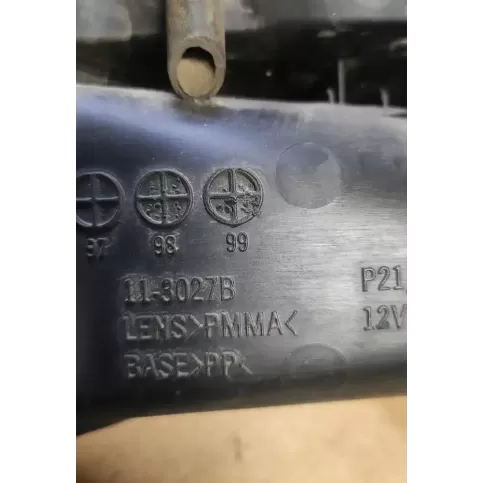 97 98 99
11-3027B
LENS>PMMA<
BASE>PP<
P21
12V